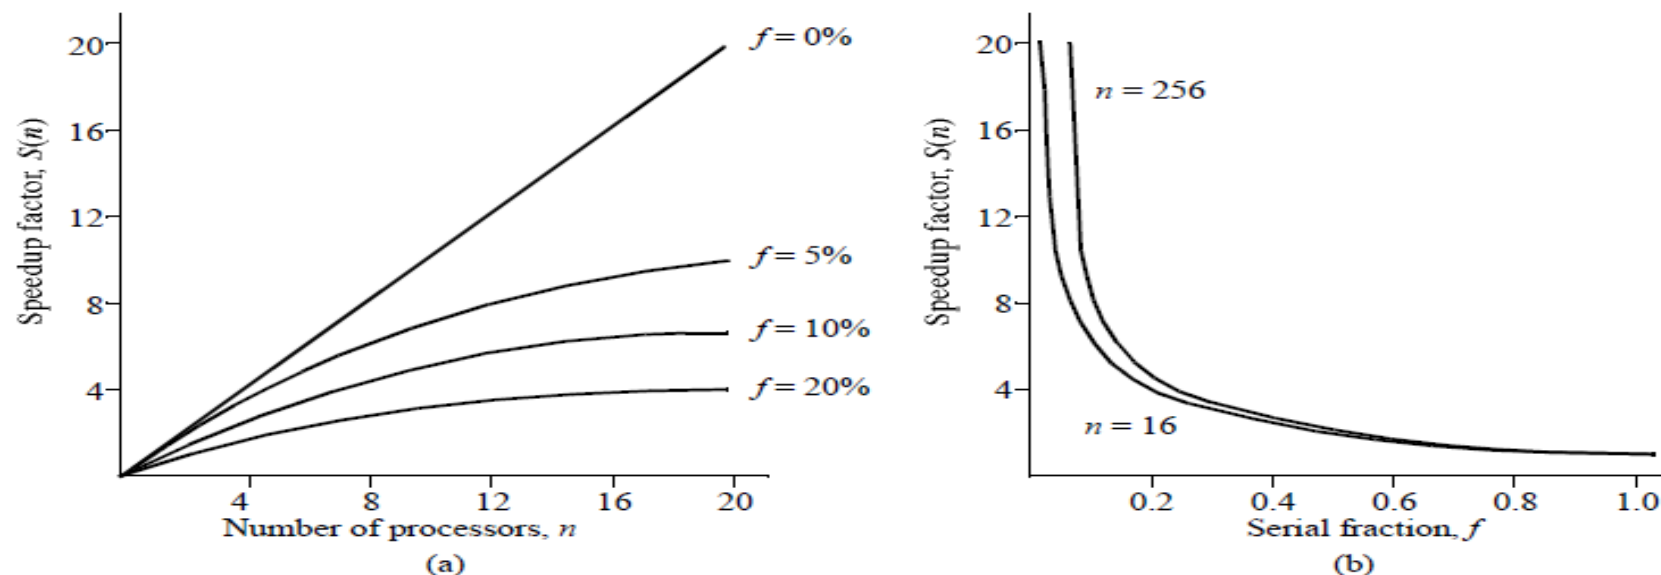 20
16
12
8
4
Speedup factor, S(n)
f = 0%
f = 5%
f = 10%
f = 20%
4 8 12 16 20
Number of processors, n
(a)
20
16
12
8
4
Speedup factor, S(n)
n = 256
n = 16
0.2 0.4 0.6 0.8 1.0
Serial fraction, f
(b)